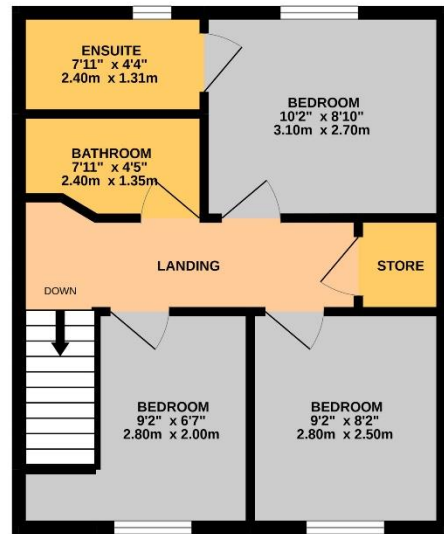 ENSUITE
7'11" x 4'4"
2.40m x 1.31m
BEDROOM
10'2" x 8'10"
3.10m x 2.70m
BATHROOM
7'11" x 4'5"
2.40m x 1.35m
LANDING
STORE
DOWN
BEDROOM
9'2" x 6'7"
2.80m x 2.00m
BEDROOM
9'2" x 8'2"
2.80m x 2.50m